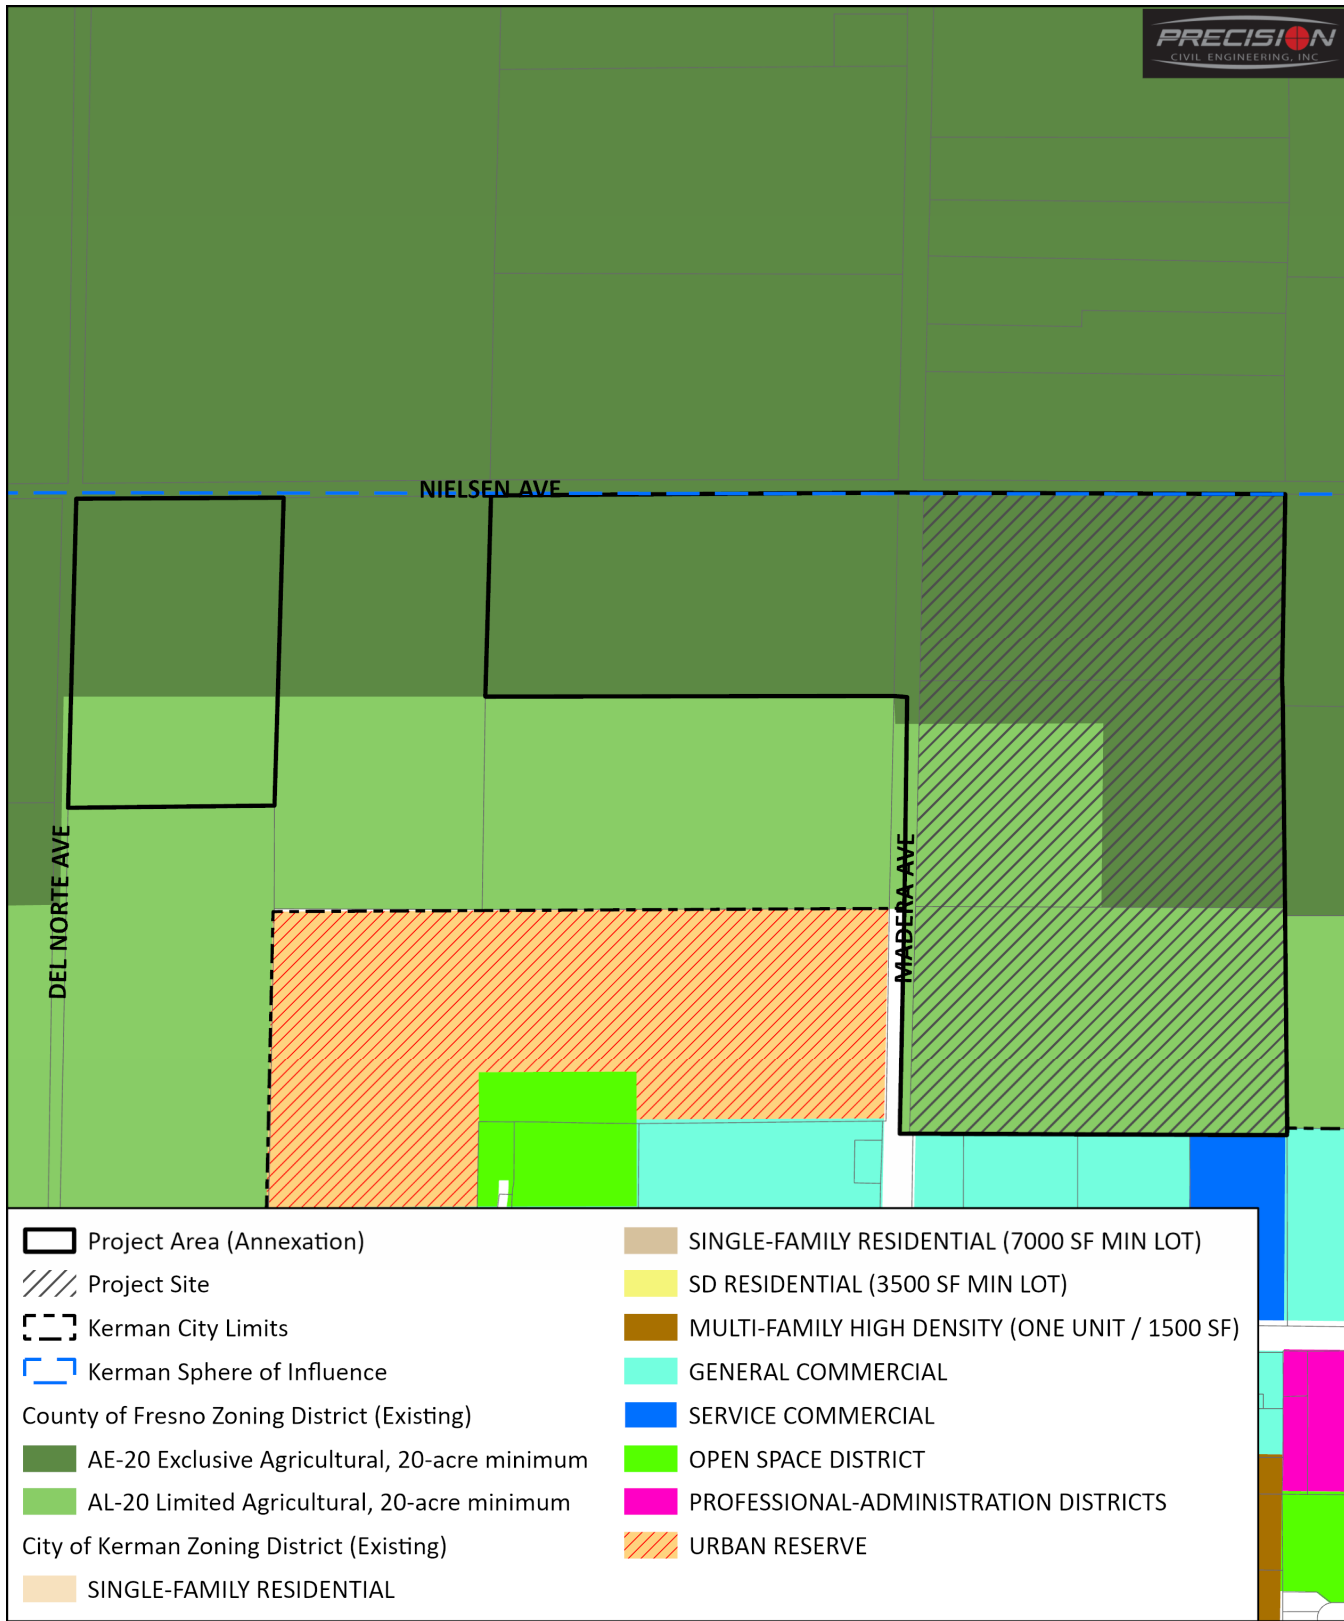 PRECISION
CIVIL ENGINEERING, INC
NIELSEN AVE
DEL NORTE AVE
MADERA AVE
Project Area (Annexation)
Project Site
Kerman City Limits
Kerman Sphere of Influence
County of Fresno Zoning District (Existing)
AE-20 Exclusive Agricultural, 20-acre minimum
AL-20 Limited Agricultural, 20-acre minimum
City of Kerman Zoning District (Existing)
SINGLE-FAMILY RESIDENTIAL
SINGLE-FAMILY RESIDENTIAL (7000 SF MIN LOT)
SD RESIDENTIAL (3500 SF MIN LOT)
MULTI-FAMILY HIGH DENSITY (ONE UNIT / 1500 SF)
GENERAL COMMERCIAL
SERVICE COMMERCIAL
OPEN SPACE DISTRICT
PROFESSIONAL-ADMINISTRATION DISTRICTS
URBAN RESERVE